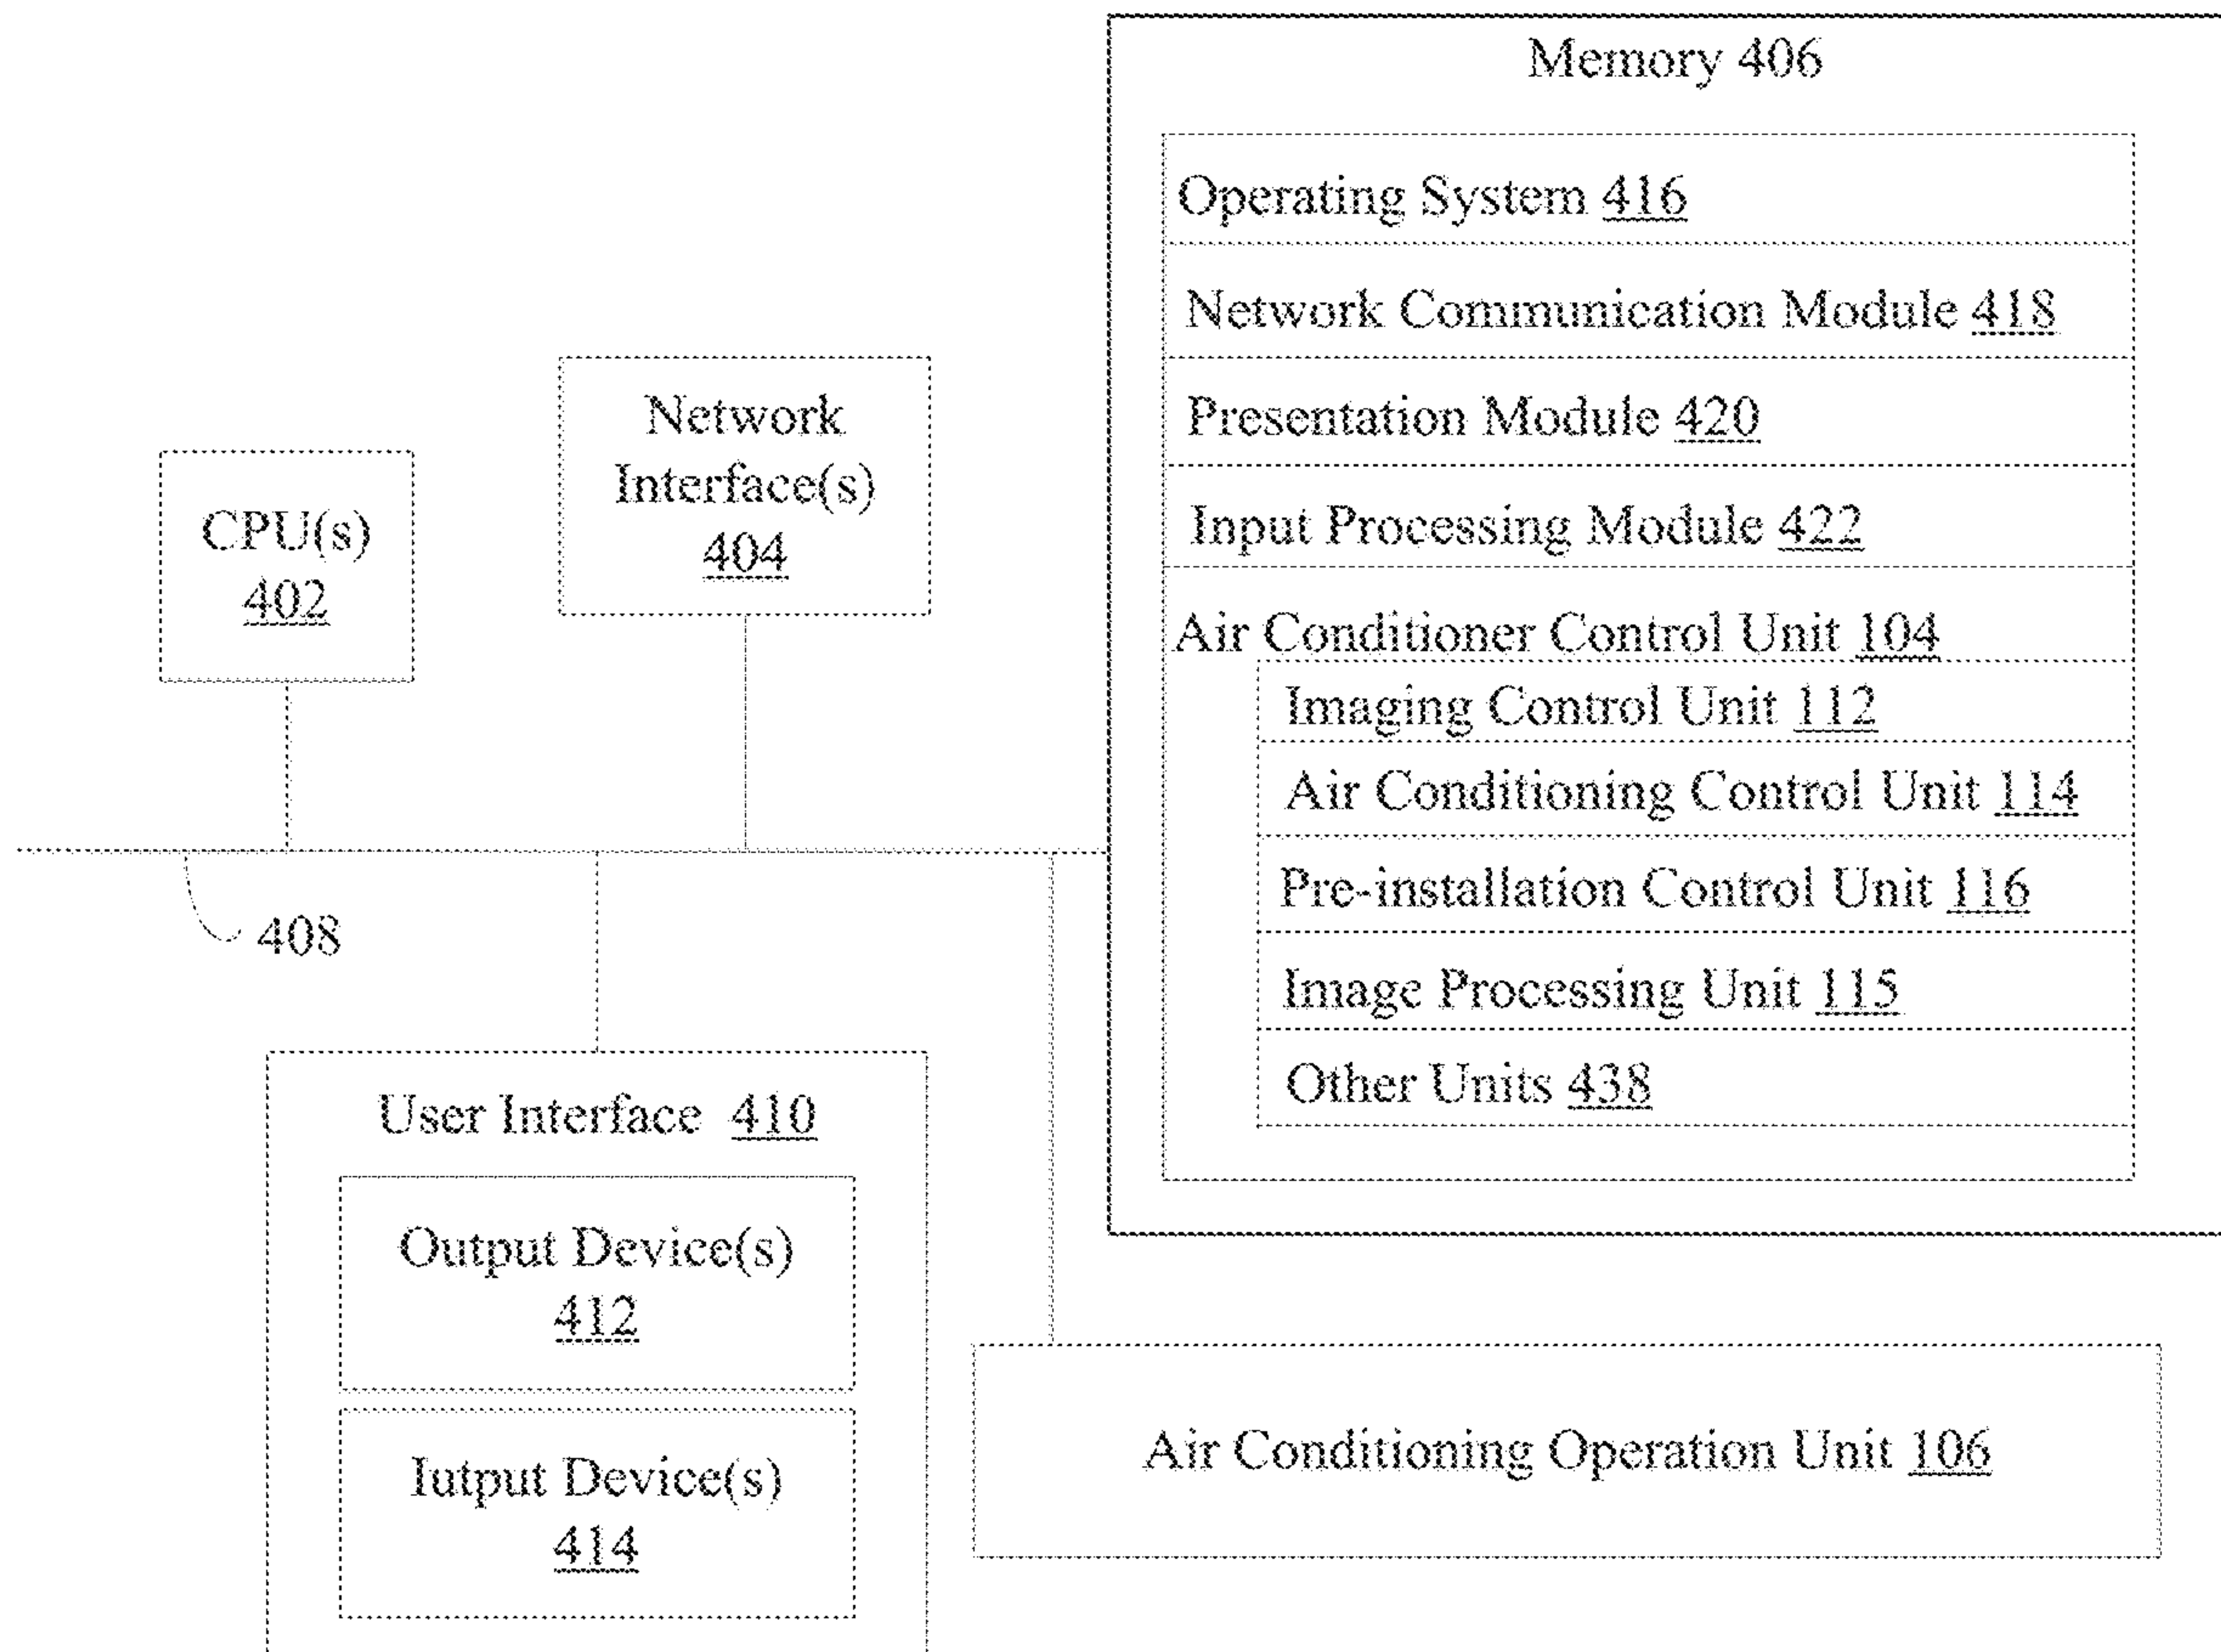 Memory 406
Operating System 416
Network Communication Module 418
Presentation Module 420
Input Processing Module 422
Air Conditioner Control Unit 104
Imaging Control Unit 112
Air Conditioning Control Unit 114
Pre-installation Control Unit 116
Image Processing Unit 115
Other Units 438
Network
Interface(s)
404
CPU(s)
402
408
User Interface 410
Output Device(s)
412
Iutput Device(s)
414
Air Conditioning Operation Unit 106